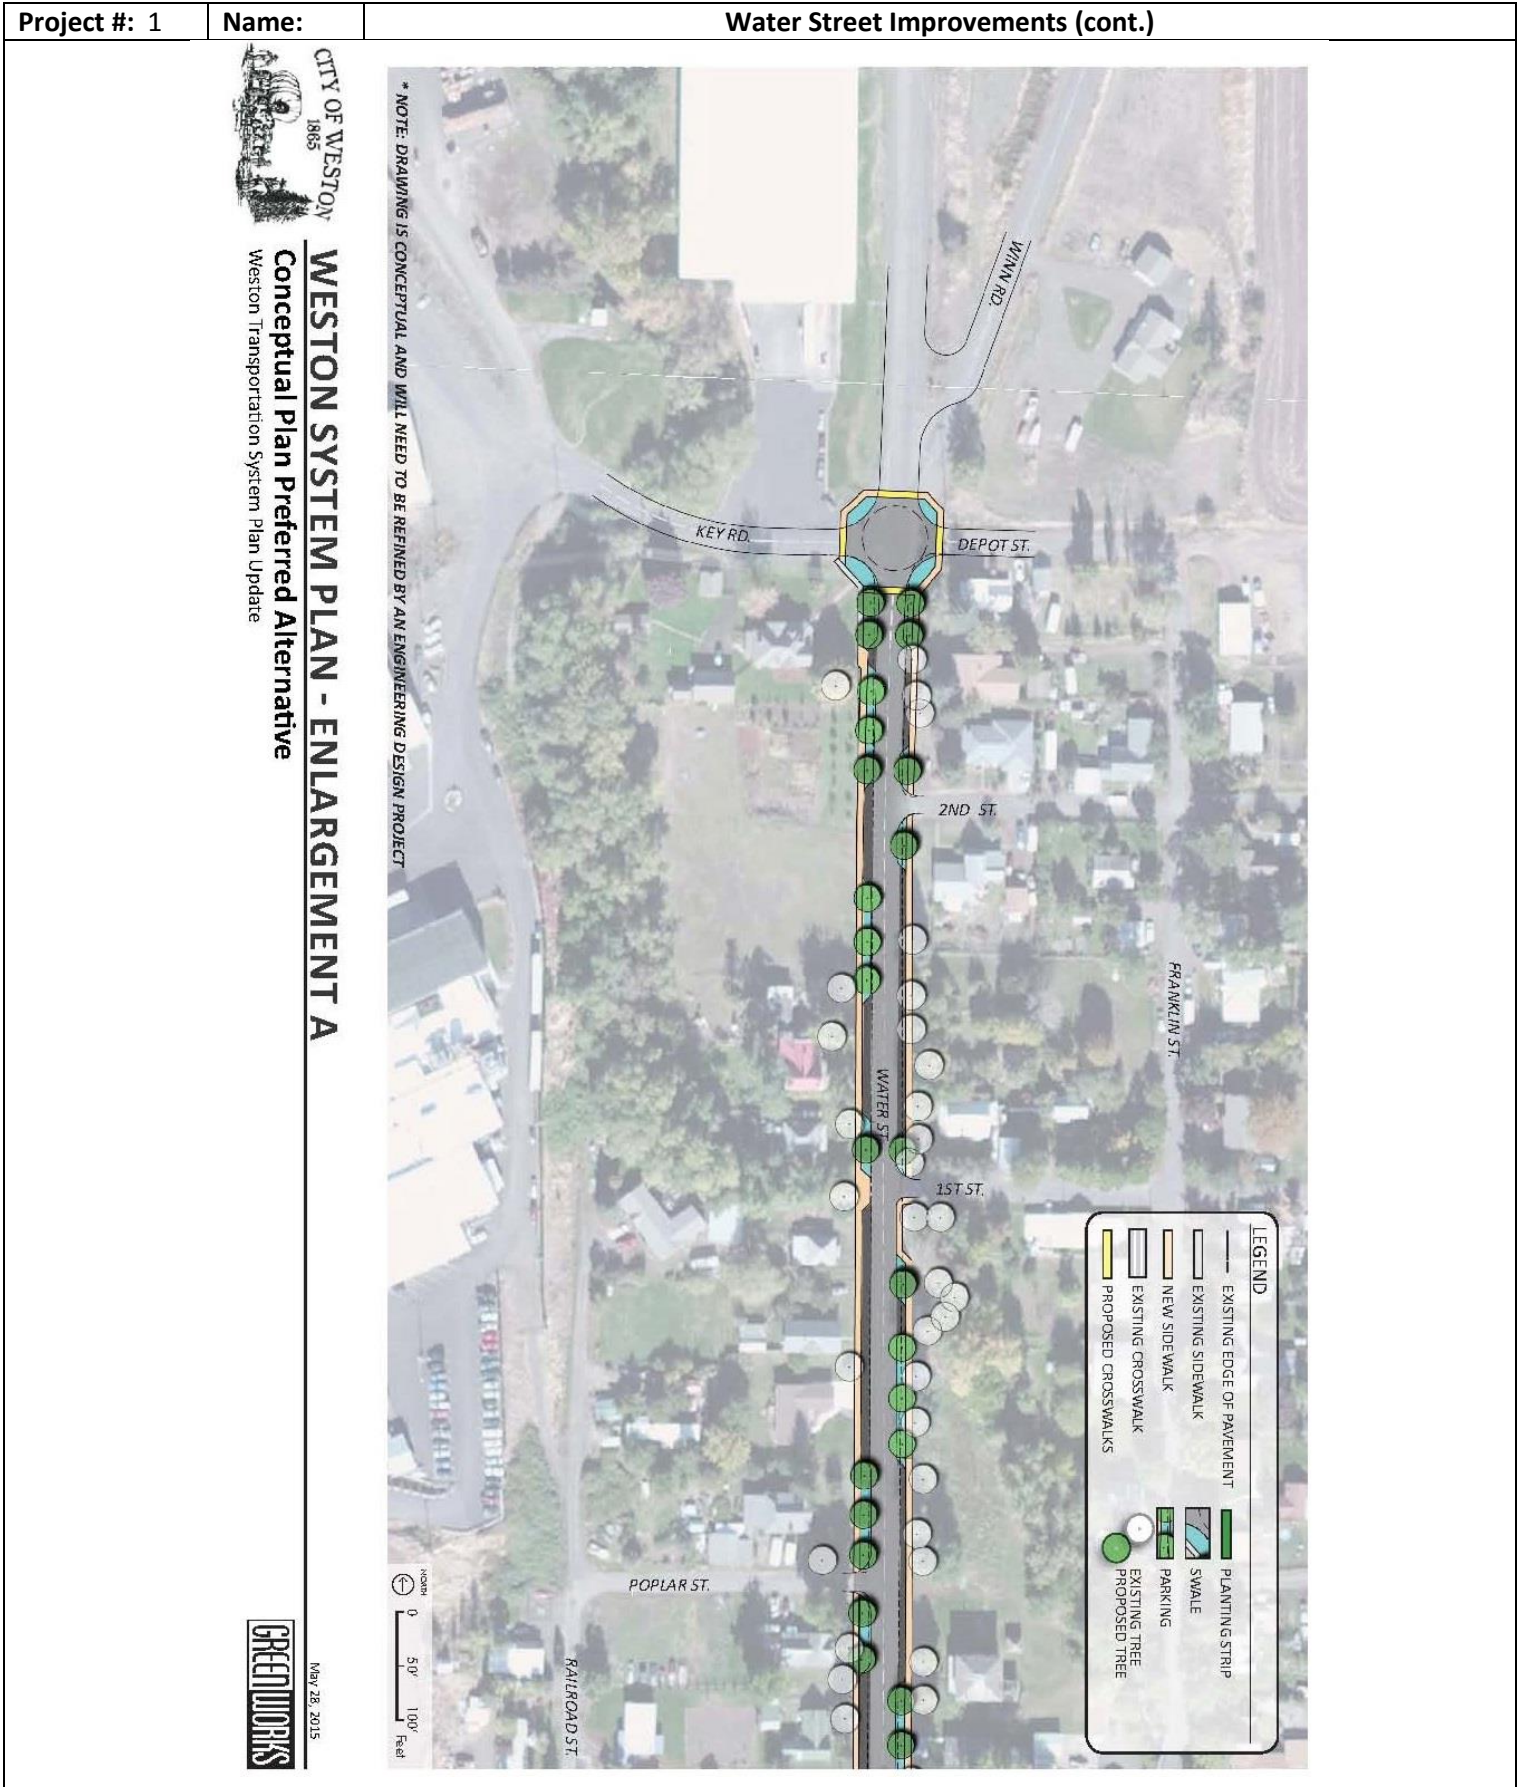 Project #: 1 Name: Water Street Improvements (cont.)
CITY OF WESTON
1865
WESTON SYSTEM PLAN - ENLARGEMENT A
Conceptual Plan Preferred Alternative
Weston Transportation System Plan Update
* NOTE: DRAWING IS CONCEPTUAL AND WILL NEED TO BE REFINED BY AN ENGINEERING DESIGN PROJECT
WINN RD.
KEY RD.
DEPOT ST.
2ND ST.
FRANKLIN ST.
WATER ST.
1ST ST.
POPLAR ST.
RAILROAD ST.
LEGEND
EXISTING EDGE OF PAVEMENT
EXISTING SIDEWALK
NEW SIDEWALK
EXISTING CROSSWALK
PROPOSED CROSSWALKS
PLANTING STRIP
SWALE
PARKING
EXISTING TREE
PROPOSED TREE
NORTH
0 50' 100' Feet
May 28, 2015
GREENWORKS